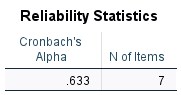 Reliability Statistics
Cronbach's
Alpha N of Items
.633 7